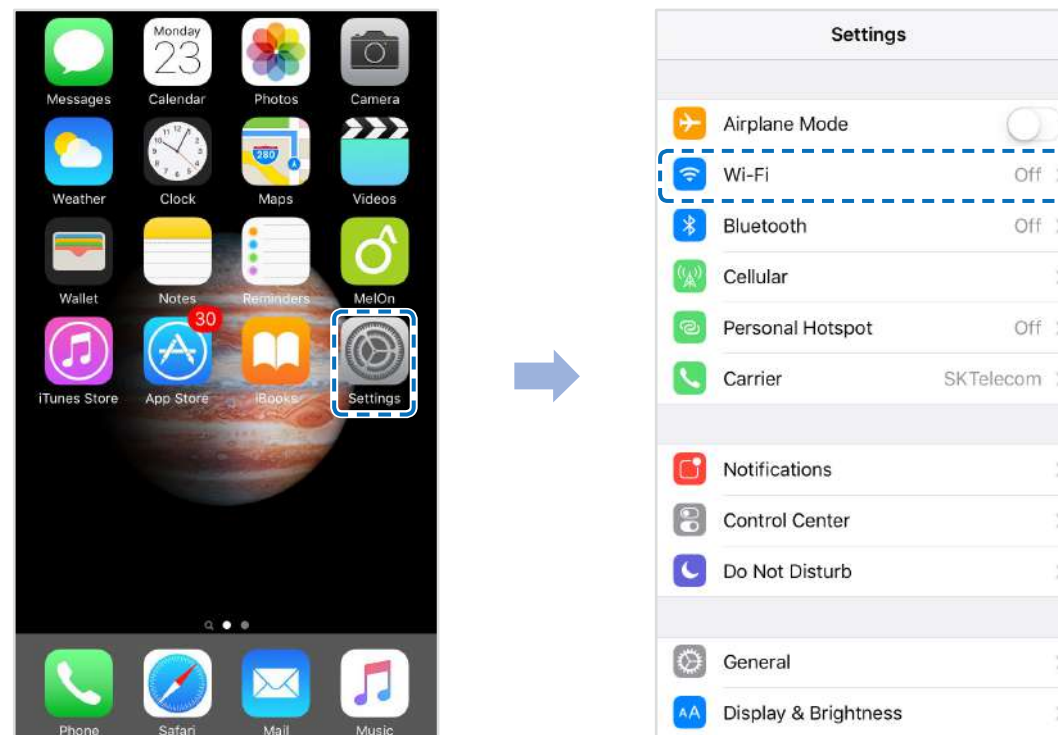 Monday
23
Messages Calendar Photos Camera
280
Weather Clock Maps Videos
Wallet Notes Reminders MelOn
30
iTunes Store App Store iBooks Settings
Phone Safari Mail Music
Settings
Airplane Mode
Wi-Fi Off
Bluetooth Off
Cellular
Personal Hotspot Off
Carrier SKTelecom
Notifications
Control Center
Do Not Disturb
General
AA Display & Brightness